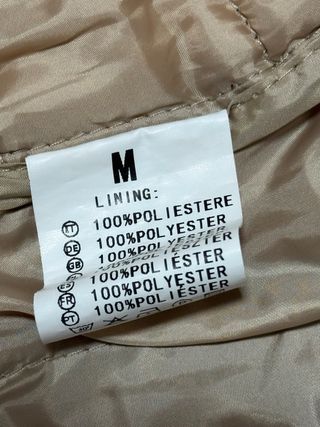 M
LINING:
IT 100%POLIESTERE
DE 100%POLYESTER
GB 100%POLYESTER
ES 100%POLIÉSTER
FR 100%POLYESTER
PT 100%POLIÉSTER